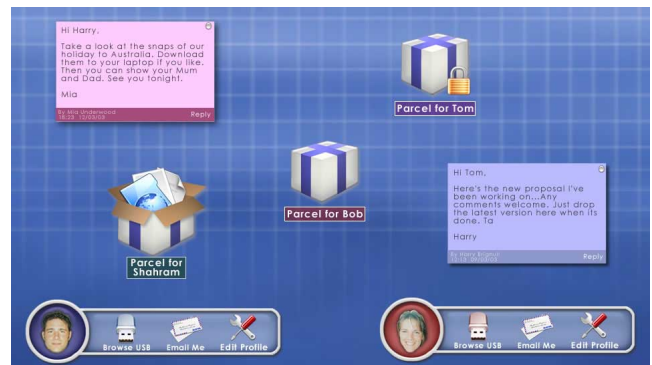 Hi Harry,
Take a look at the snaps of our
holiday to Australia. Download
them to your laptop if you like.
Then you can show your Mum
and Dad. See you tonight.
Mia
By Mia Underwood
Reply
Parcel for Tom
Parcel for Bob
Hi Tom,
Here's the new proposal I've
been working on...Any
comments welcome. Just drop
the latest version here when its
done. Ta
Harry
By Harry
Reply
Parcel for
Shahram
Browse USB Email Me Edit Profile
Browse USB Email Me Edit Profile